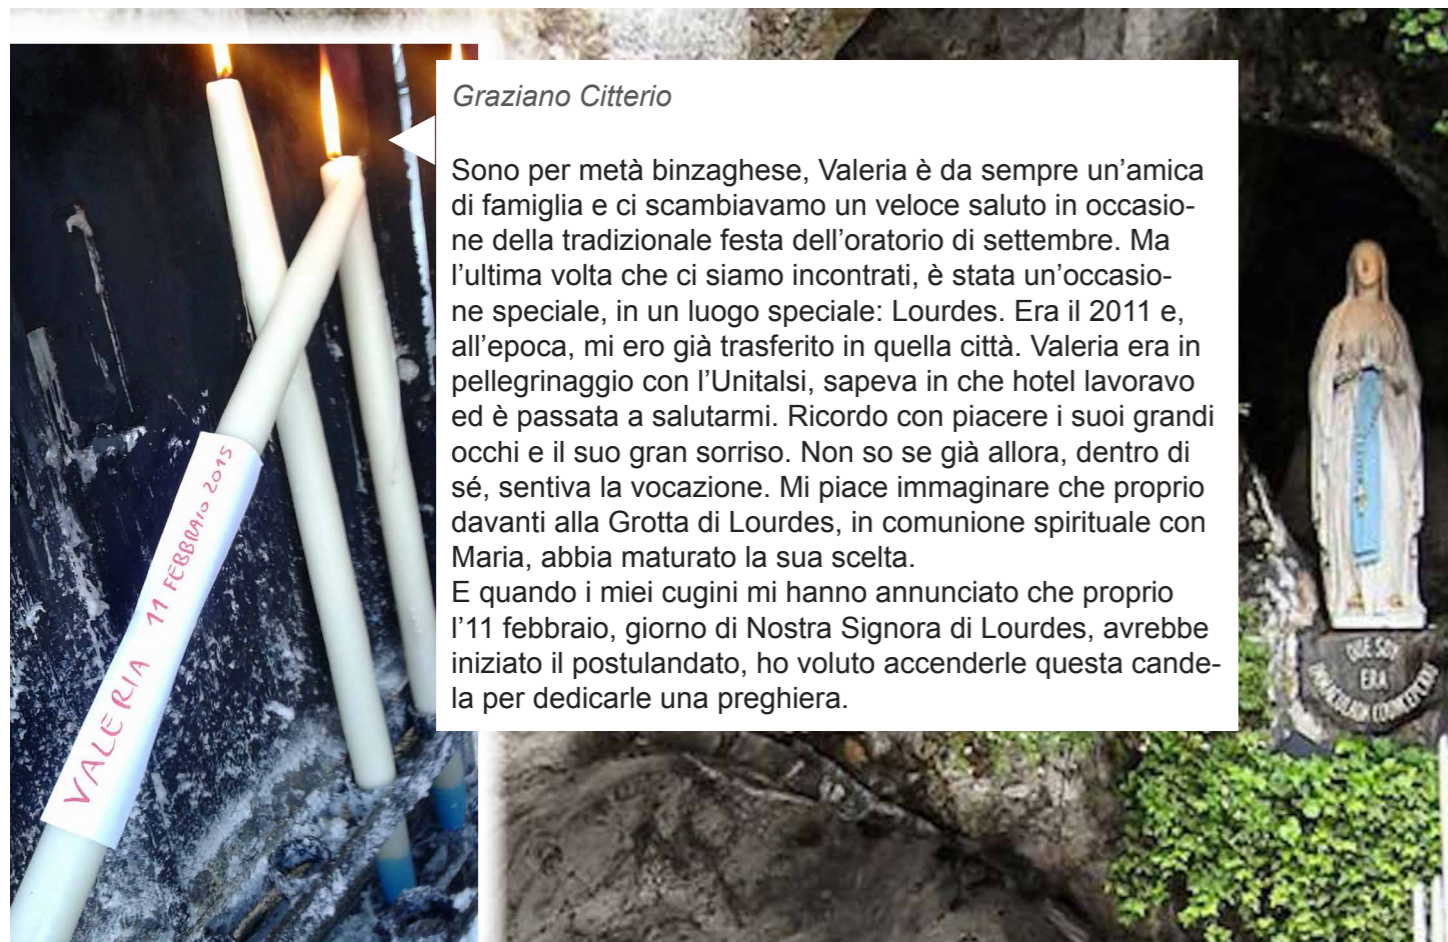 Graziano Citterio
Sono per metà binzaghese, Valeria è da sempre un’amica
di famiglia e ci scambiavamo un veloce saluto in occasio-
ne della tradizionale festa dell’oratorio di settembre. Ma
l’ultima volta che ci siamo incontrati, è stata un’occasio-
ne speciale, in un luogo speciale: Lourdes. Era il 2011 e,
all’epoca, mi ero già trasferito in quella città. Valeria era in
pellegrinaggio con l’Unitalsi, sapeva in che hotel lavoravo
ed è passata a salutarmi. Ricordo con piacere i suoi grandi
occhi e il suo gran sorriso. Non so se già allora, dentro di
sé, sentiva la vocazione. Mi piace immaginare che proprio
davanti alla Grotta di Lourdes, in comunione spirituale con
Maria, abbia maturato la sua scelta.
E quando i miei cugini mi hanno annunciato che proprio
l’11 febbraio, giorno di Nostra Signora di Lourdes, avrebbe
iniziato il postulandato, ho voluto accenderle questa cande-
la per dedicarle una preghiera.
VALERIA 11 FEBBRAIO 2015
QUE SOY
ERA